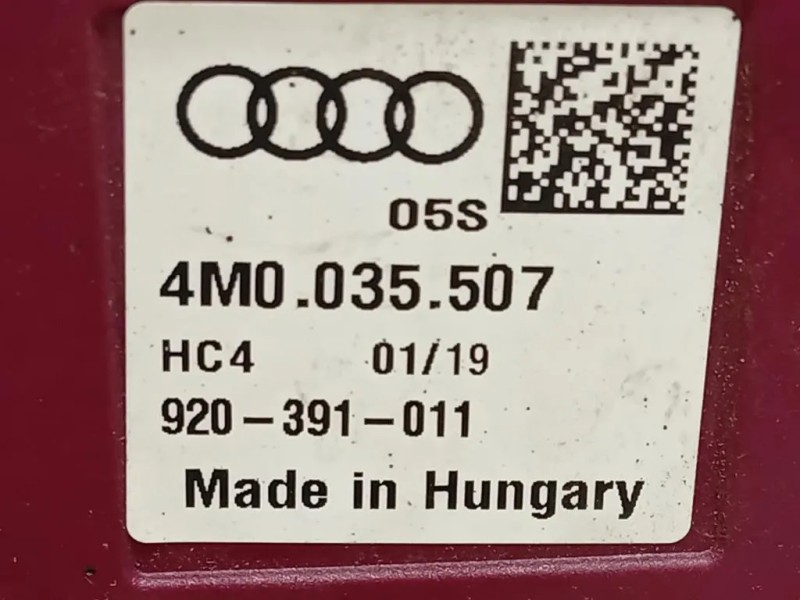 05S
4M0.035.507
HC4 01/19
920-391-011
Made in Hungary